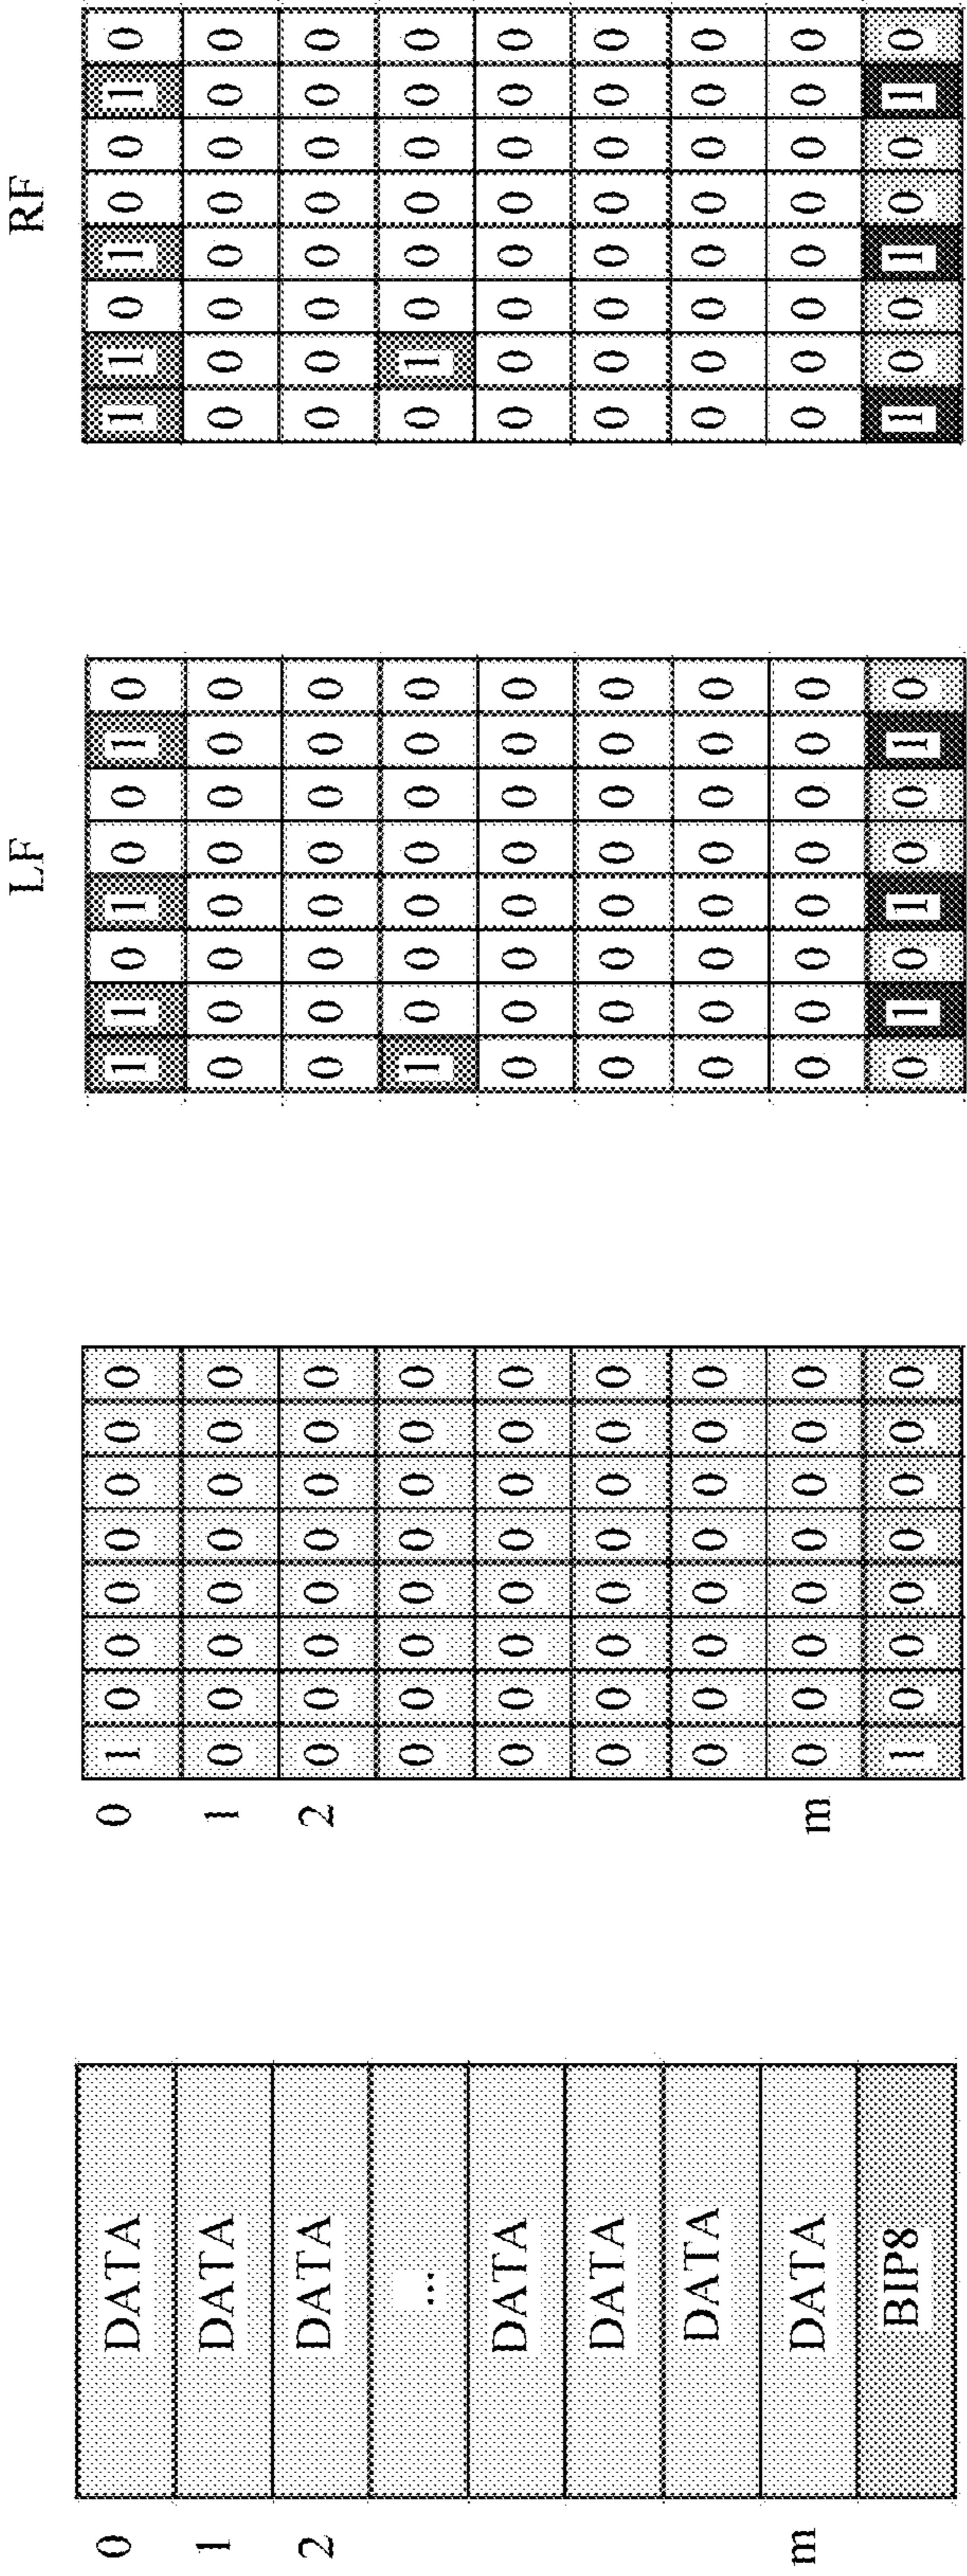 LF RF
0 DATA 0 1 0 0 0 0 0 0 0 1 1 0 1 0 0 1 0 1 1 0 1 0 0 1 0
1 DATA 1 0 0 0 0 0 0 0 0 0 0 0 0 0 0 0 0 0 0 0 0 0 0 0 0
2 DATA 2 0 0 0 0 0 0 0 0 0 0 0 0 0 0 0 0 0 0 0 0 0 0 0 0
... 0 0 0 0 0 0 0 0 1 0 0 0 0 0 0 0 0 1 0 0 0 0 0 0
DATA 0 0 0 0 0 0 0 0 0 0 0 0 0 0 0 0 0 0 0 0 0 0 0 0
DATA 0 0 0 0 0 0 0 0 0 0 0 0 0 0 0 0 0 0 0 0 0 0 0 0
DATA 0 0 0 0 0 0 0 0 0 0 0 0 0 0 0 0 0 0 0 0 0 0 0 0
m DATA m 0 0 0 0 0 0 0 0 0 0 0 0 0 0 0 0 0 0 0 0 0 0 0 0
BIP8 1 0 0 0 0 0 0 0 0 1 0 1 0 0 1 0 1 0 0 1 0 0 1 0